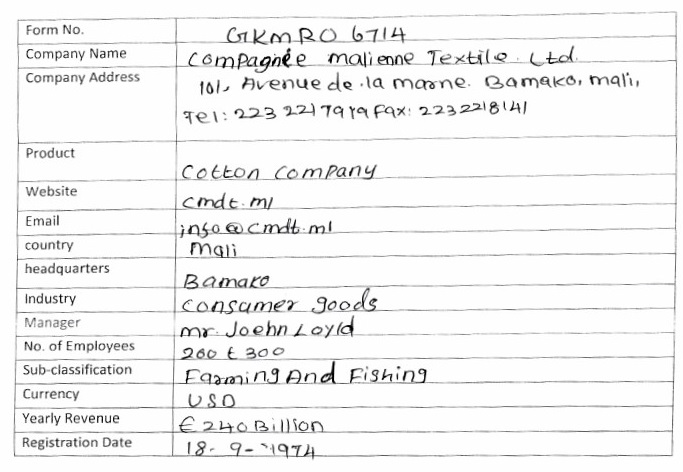 Form No. GKMRO 6714
Company Name Compagnée malienne Textile. Ltd.
Company Address 101, Avenue de .la marne. Bamako, mali,
Tel: 223 2217919 Fax: 2232218141
Product Cotton company
Website cmdt.ml
Email info@cmdt.ml
country mali
headquarters Bamako
Industry consumer goods
Manager mr. Joehn Loyld
No. of Employees 200 t 300
Sub-classification Farming And Fishing
Currency USD
Yearly Revenue € 240 Billion
Registration Date 18-9-1974